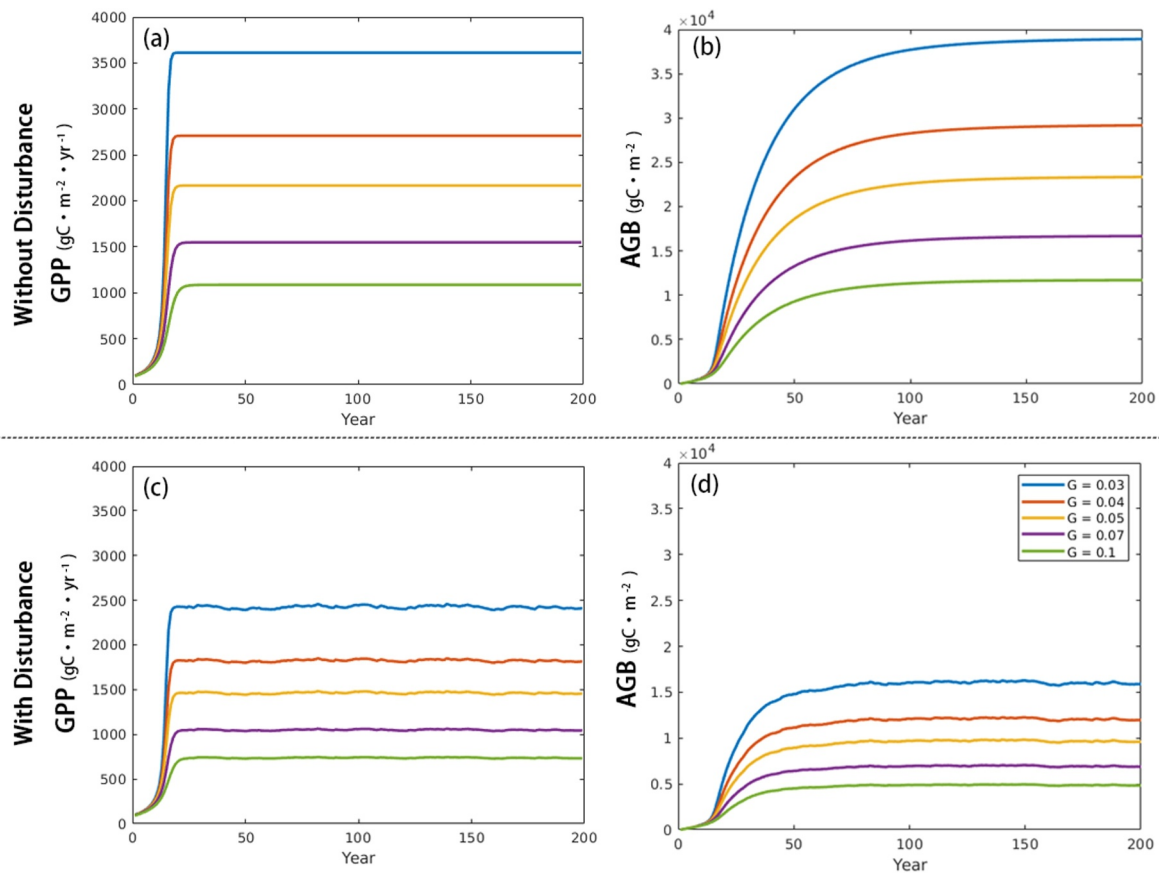 Without Disturbance
GPP (gC • m⁻² • yr⁻¹)
(a)
4000
3500
3000
2500
2000
1500
1000
500
0
0 50 100 150 200
Year
AGB (gC • m⁻²)
×10⁴
(b)
4
3.5
3
2.5
2
1.5
1
0.5
0
0 50 100 150 200
Year
With Disturbance
GPP (gC • m⁻² • yr⁻¹)
(c)
4000
3500
3000
2500
2000
1500
1000
500
0
0 50 100 150 200
Year
AGB (gC • m⁻²)
×10⁴
(d)
4
3.5
3
2.5
2
1.5
1
0.5
0
0 50 100 150 200
Year
G = 0.03
G = 0.04
G = 0.05
G = 0.07
G = 0.1